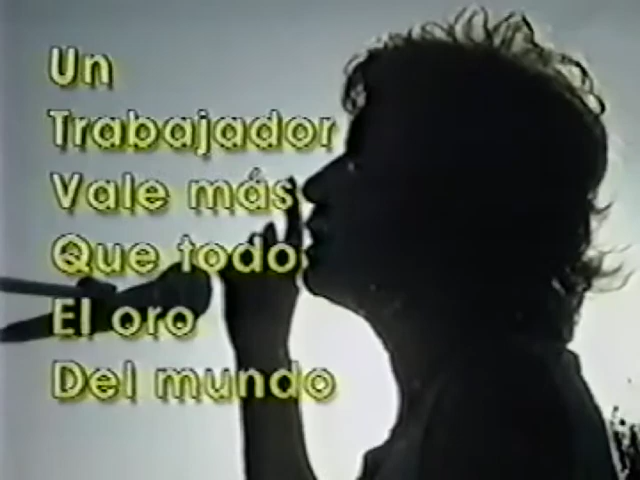 Un
Trabajador
Vale más
Que todo
El oro
Del mundo